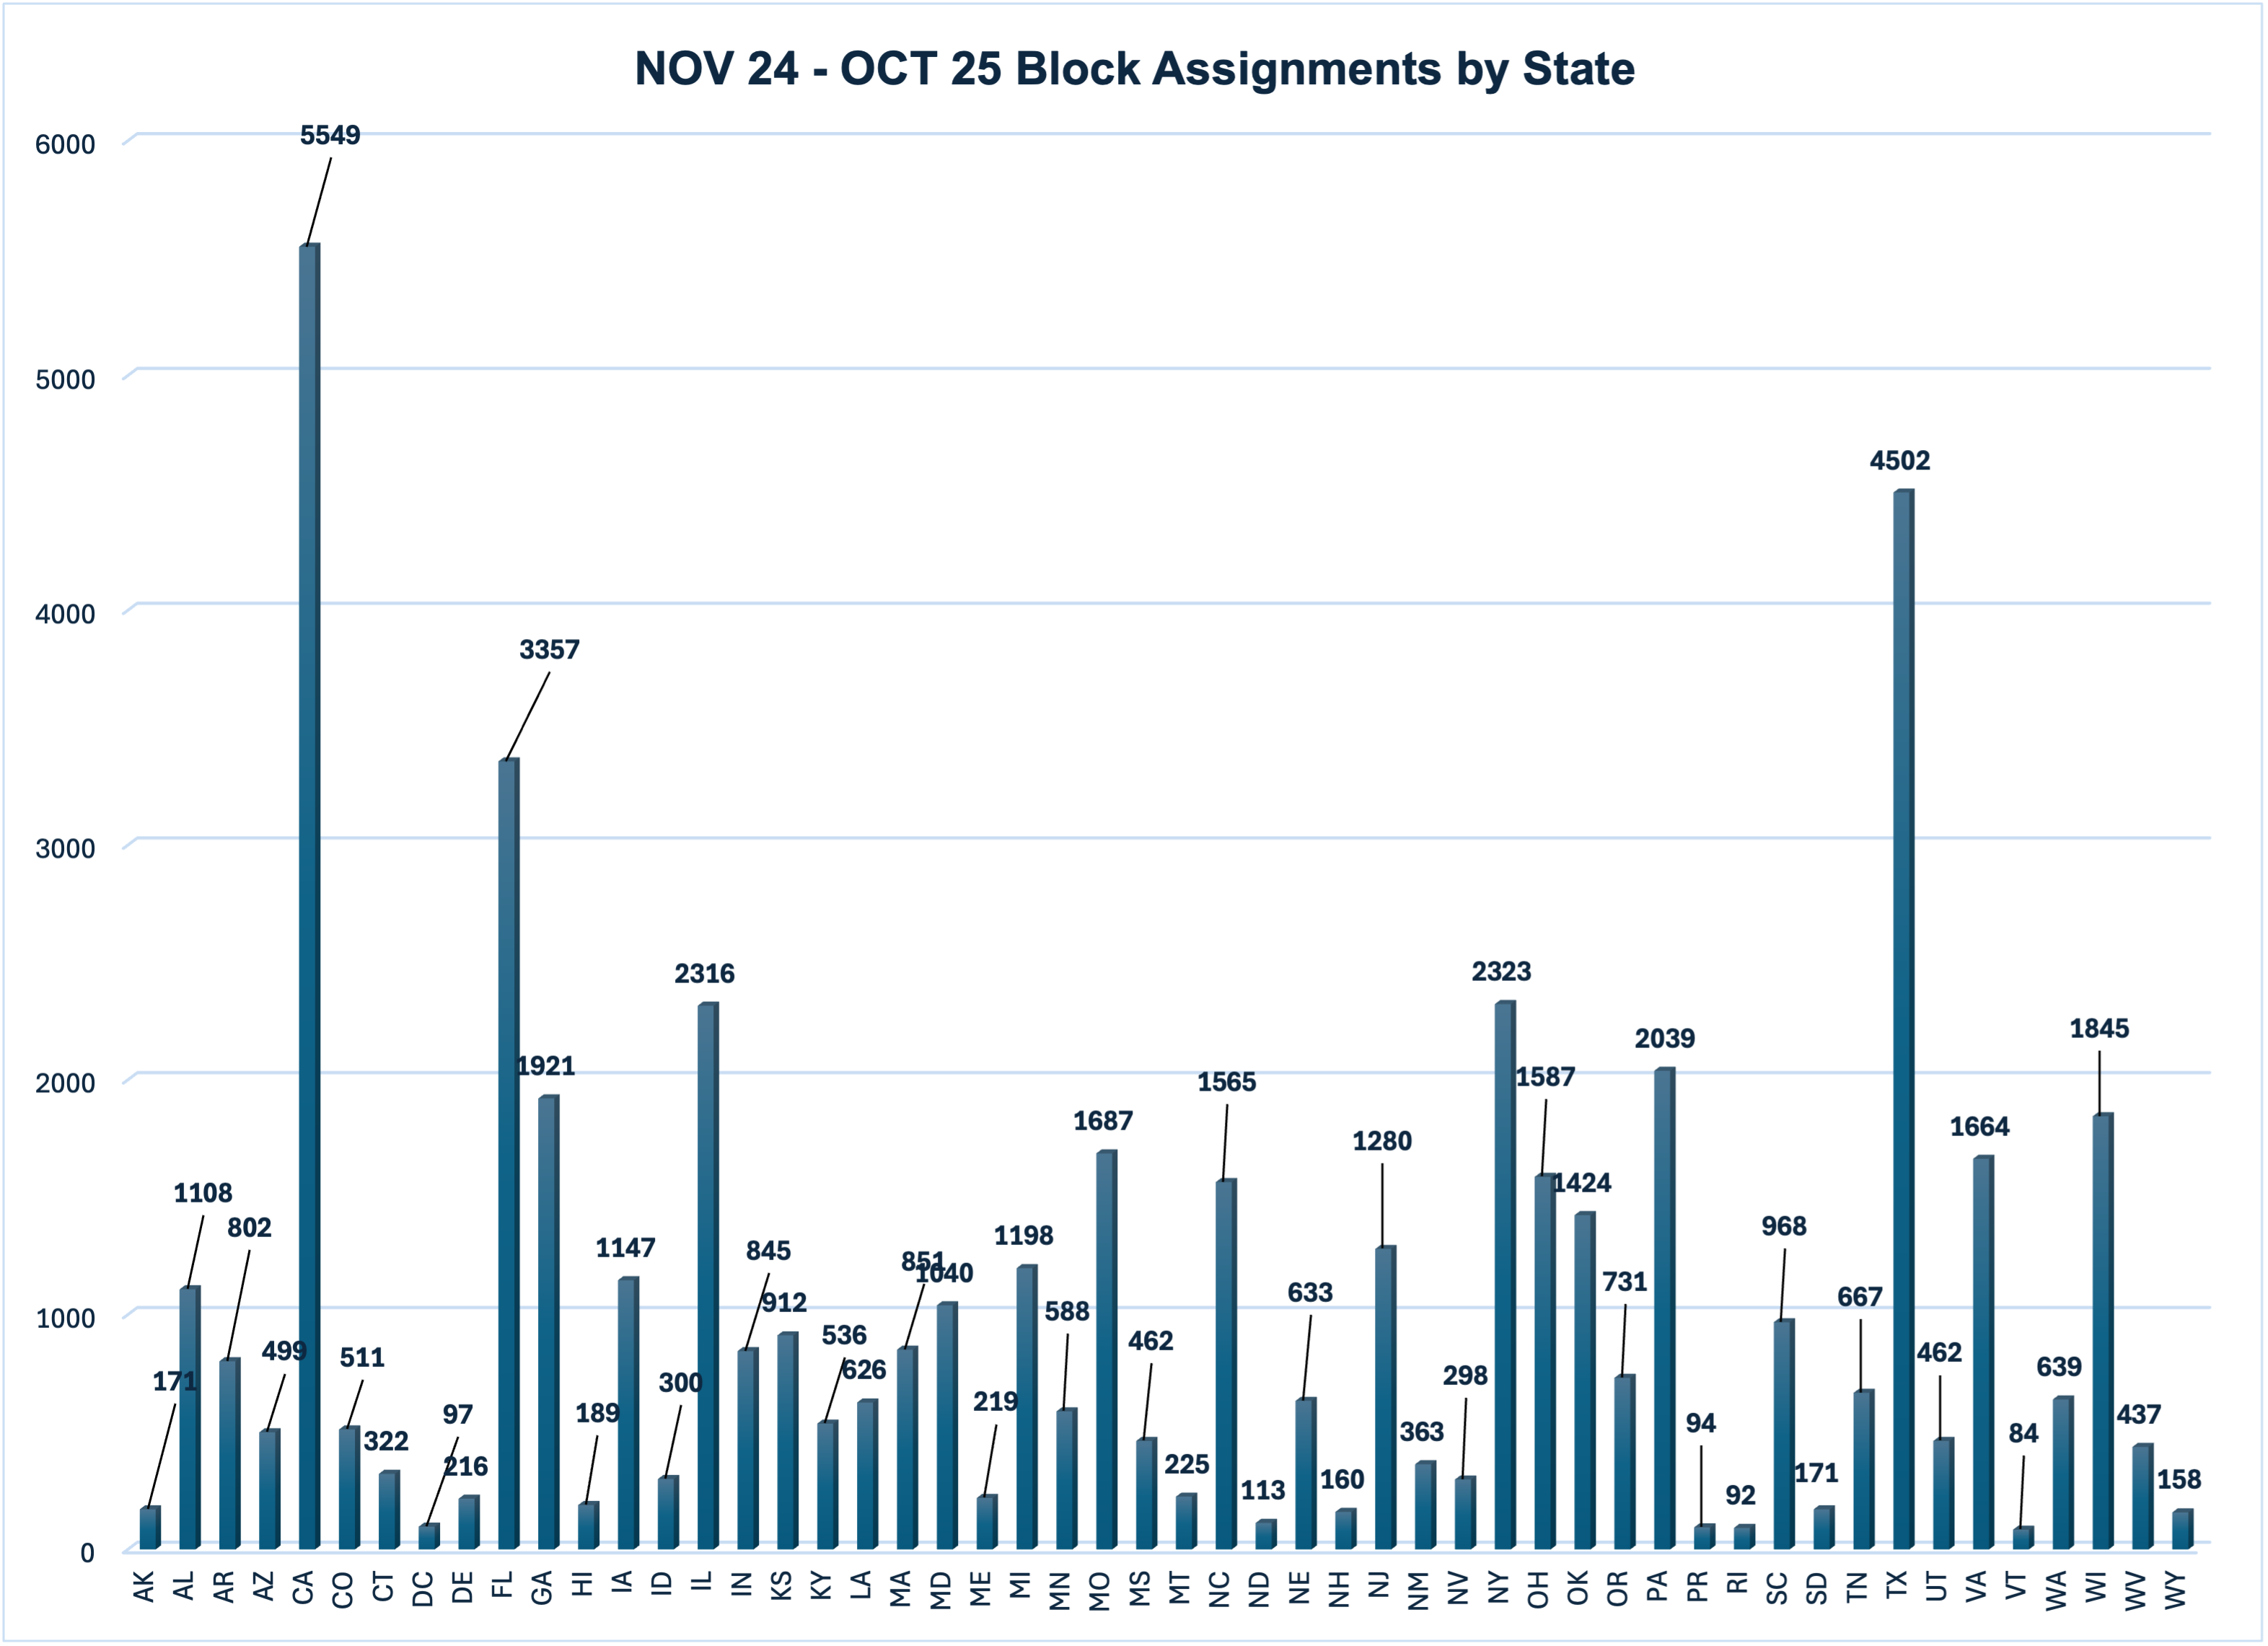 NOV 24 - OCT 25 Block Assignments by State
6000
5000
4000
3000
2000
1000
0
171
1108
802
499
5549
511
322
97
216
3357
1921
189
1147
300
2316
845
912
536
626
851
1040
219
1198
588
1687
462
225
1565
113
633
160
1280
363
298
2323
1587
1424
731
2039
94
92
968
171
667
4502
462
1664
84
639
1845
437
158
AK
AL
AR
AZ
CA
CO
CT
DC
DE
FL
GA
HI
IA
ID
IL
IN
KS
KY
LA
MA
MD
ME
MI
MN
MO
MS
MT
NC
ND
NE
NH
NJ
NM
NV
NY
OH
OK
OR
PA
PR
RI
SC
SD
TN
TX
UT
VA
VT
WA
WI
WV
WY